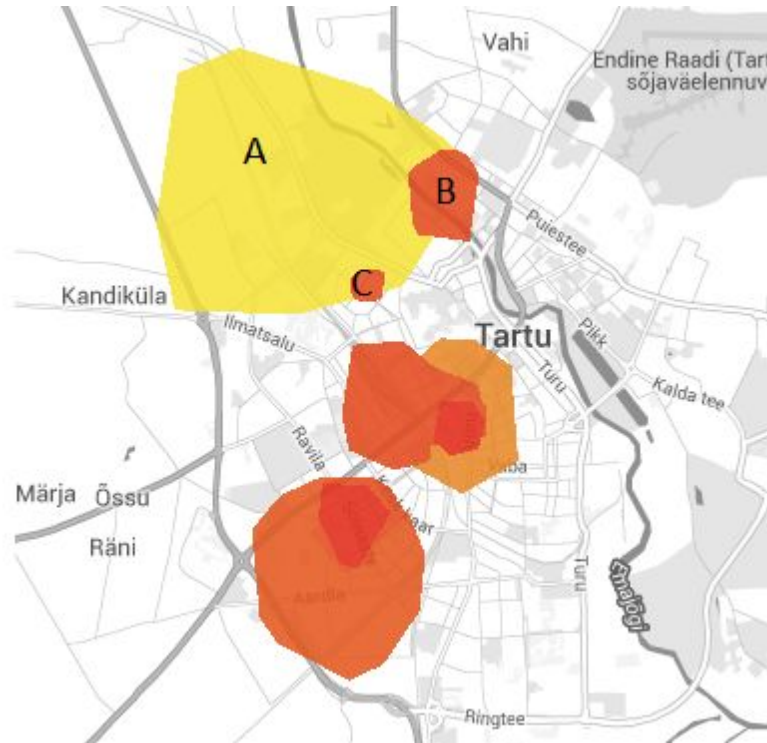 Vahi
Endine Raadi (Tart
sõjaväelennuv
A
B
Puiestee
C
Kandiküla
Ilmatsalu
Tartu
Pikk
Turu
Kalda tee
Ravila
Märja
Õssu
Räni
Turu
Emajõgi
Aardla
Ringtee